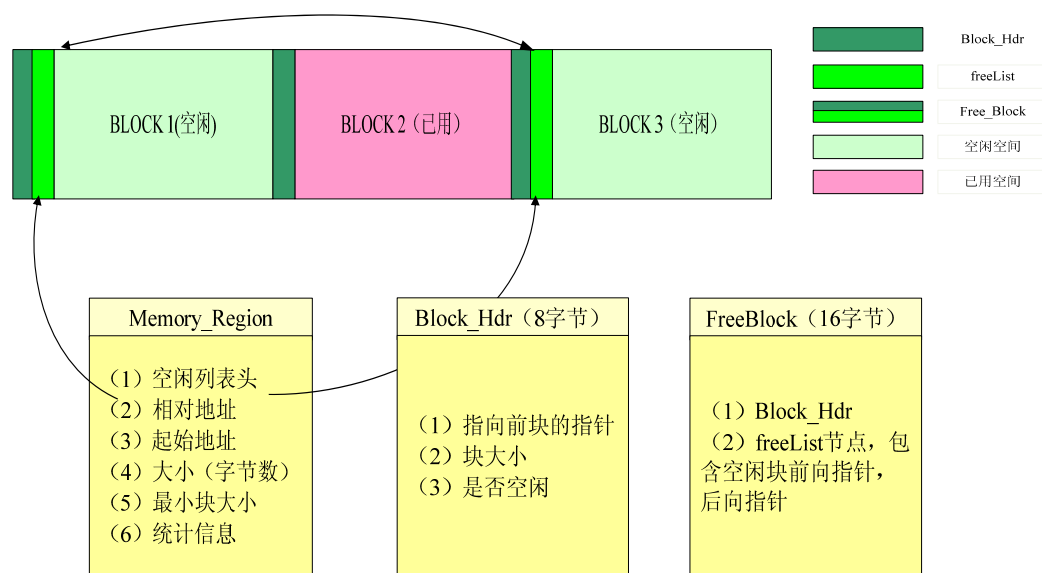 BLOCK 1(空闲)
BLOCK 2（已用）
BLOCK 3（空闲）
Block_Hdr
freeList
Free_Block
空闲空间
已用空间
Memory_Region
（1）空闲列表头
（2）相对地址
（3）起始地址
（4）大小（字节数）
（5）最小块大小
（6）统计信息
Block_Hdr（8字节）
（1）指向前块的指针
（2）块大小
（3）是否空闲
FreeBlock（16字节）
（1）Block_Hdr
（2）freeList节点，包
含空闲块前向指针，
后向指针